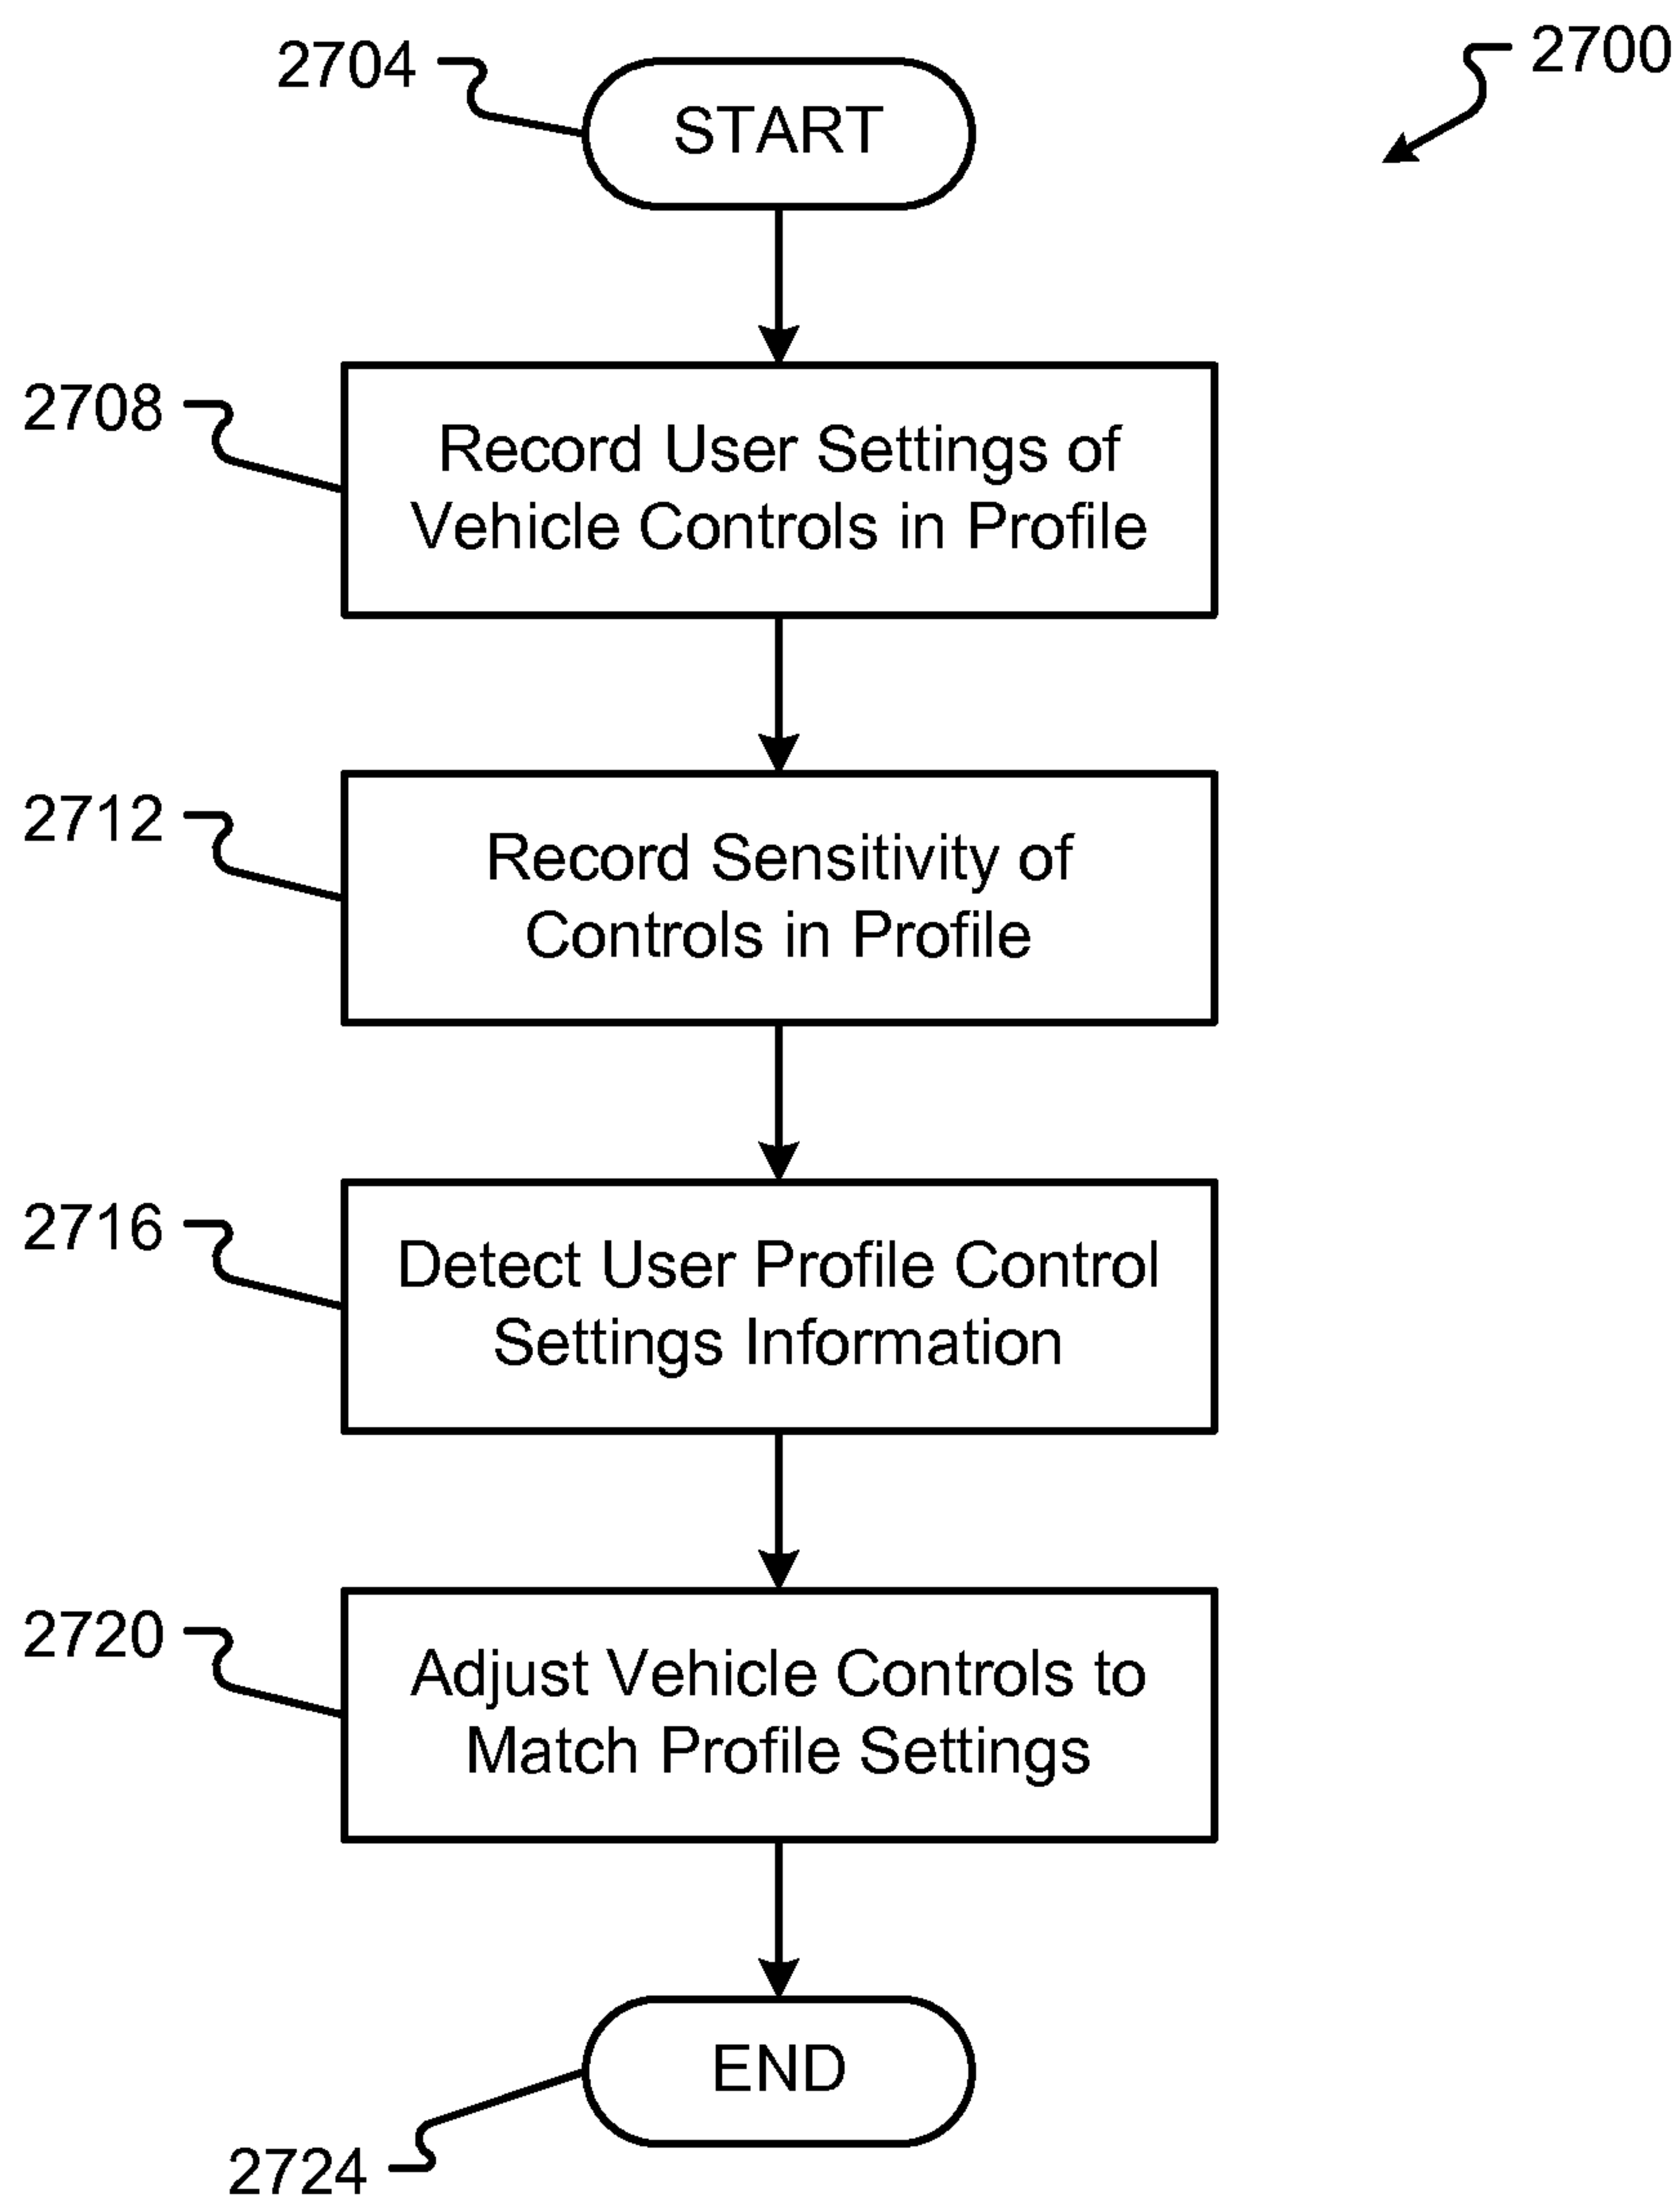 2700
2704
START
2708
Record User Settings of
Vehicle Controls in Profile
2712
Record Sensitivity of
Controls in Profile
2716
Detect User Profile Control
Settings Information
2720
Adjust Vehicle Controls to
Match Profile Settings
END
2724